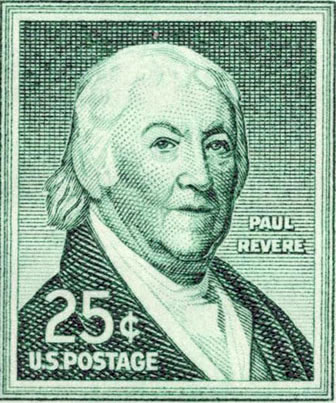 PAUL
REVERE
25¢
U.S. POSTAGE